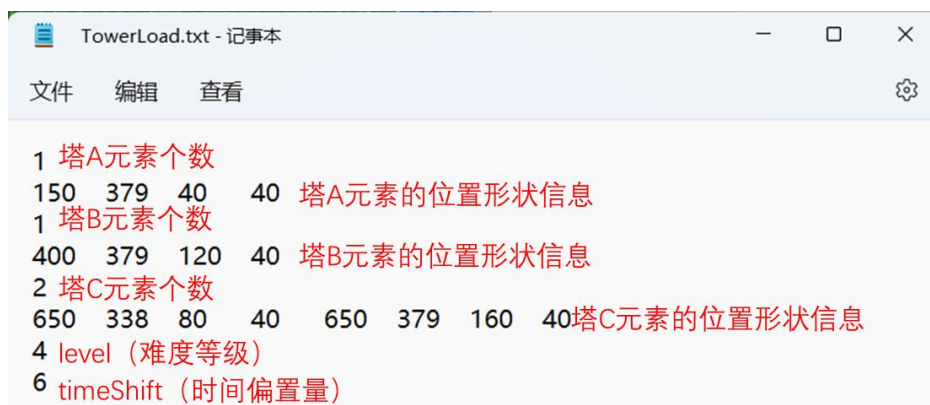 TowerLoad.txt - 记事本
文件 编辑 查看
1 塔A元素个数
150 379 40 40 塔A元素的位置形状信息
1 塔B元素个数
400 379 120 40 塔B元素的位置形状信息
2 塔C元素个数
650 338 80 40 650 379 160 40塔C元素的位置形状信息
4 level（难度等级）
6 timeShift（时间偏置量）